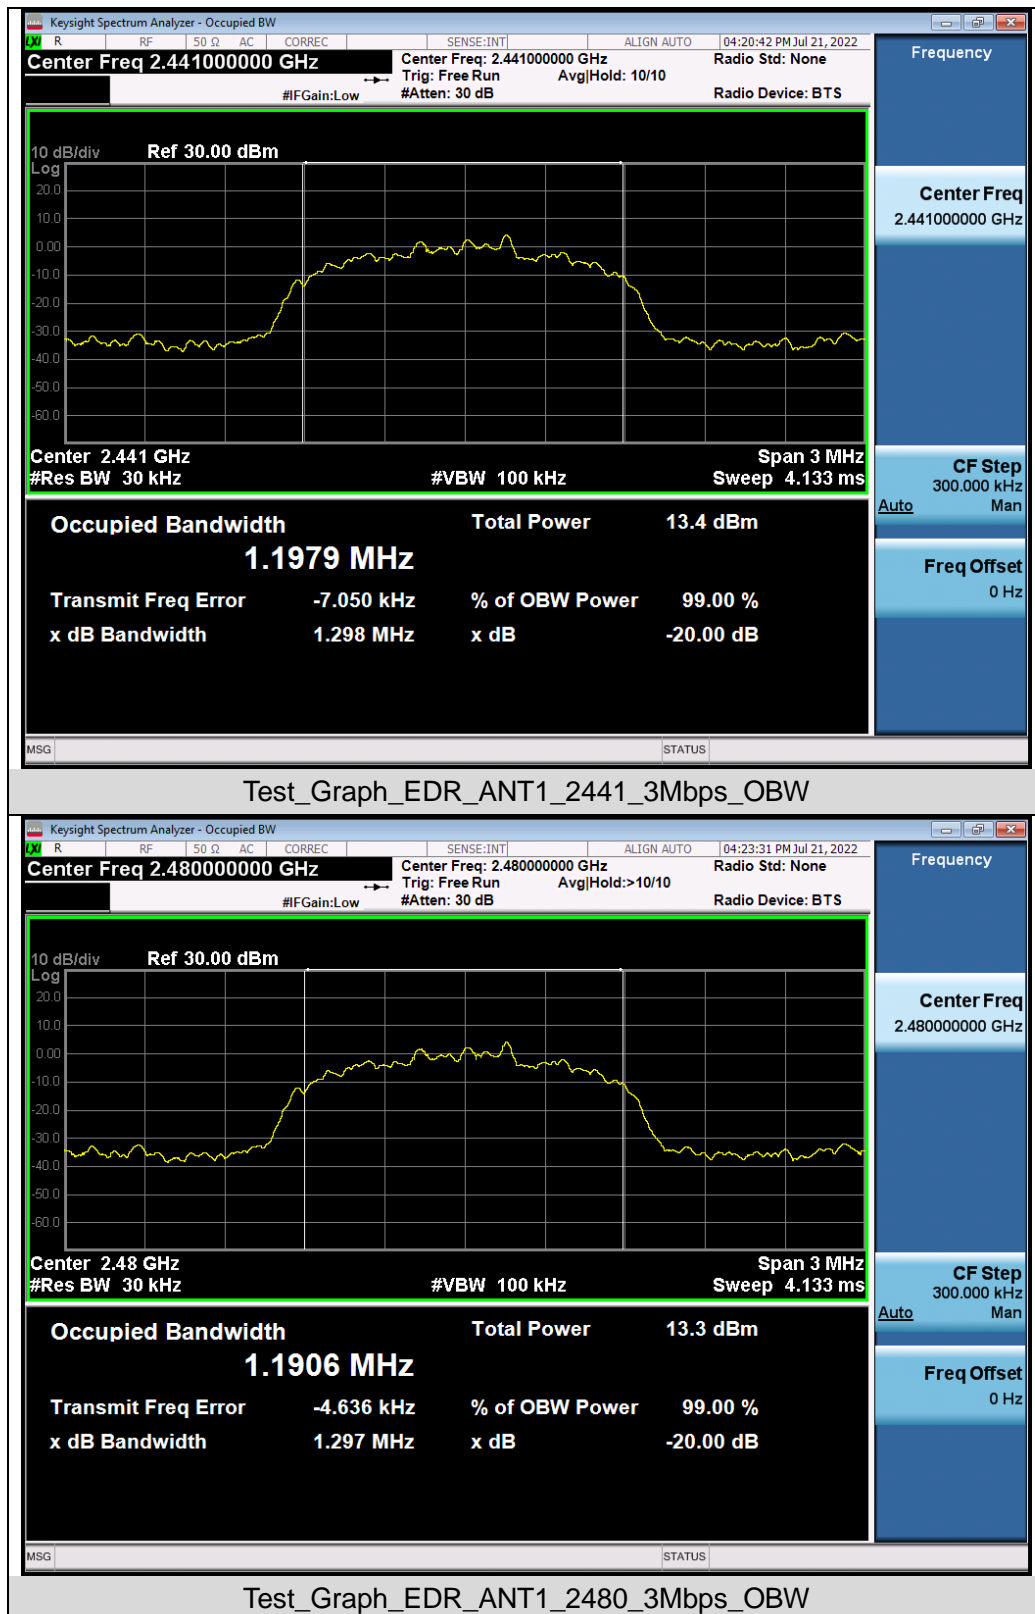 Keysight Spectrum Analyzer - Occupied BW
LXI R RF 50 Ω AC CORREC SENSE:INT ALIGN AUTO 04:20:42 PM Jul 21, 2022
Center Freq 2.441000000 GHz
Center Freq: 2.441000000 GHz Radio Std: None
Trig: Free Run Avg|Hold: 10/10
#IFGain:Low #Atten: 30 dB Radio Device: BTS
Frequency
10 dB/div Ref 30.00 dBm
Log
20.0
10.0
0.00
-10.0
-20.0
-30.0
-40.0
-50.0
-60.0
Center 2.441 GHz Span 3 MHz
#Res BW 30 kHz #VBW 100 kHz Sweep 4.133 ms
Center Freq
2.441000000 GHz
CF Step
300.000 kHz
Auto Man
Freq Offset
0 Hz
Occupied Bandwidth Total Power 13.4 dBm
1.1979 MHz
Transmit Freq Error -7.050 kHz % of OBW Power 99.00 %
x dB Bandwidth 1.298 MHz x dB -20.00 dB
MSG STATUS
Test_Graph_EDR_ANT1_2441_3Mbps_OBW
Keysight Spectrum Analyzer - Occupied BW
LXI R RF 50 Ω AC CORREC SENSE:INT ALIGN AUTO 04:23:31 PM Jul 21, 2022
Center Freq 2.480000000 GHz
Center Freq: 2.480000000 GHz Radio Std: None
Trig: Free Run Avg|Hold:>10/10
#IFGain:Low #Atten: 30 dB Radio Device: BTS
Frequency
10 dB/div Ref 30.00 dBm
Log
20.0
10.0
0.00
-10.0
-20.0
-30.0
-40.0
-50.0
-60.0
Center 2.48 GHz Span 3 MHz
#Res BW 30 kHz #VBW 100 kHz Sweep 4.133 ms
Center Freq
2.480000000 GHz
CF Step
300.000 kHz
Auto Man
Freq Offset
0 Hz
Occupied Bandwidth Total Power 13.3 dBm
1.1906 MHz
Transmit Freq Error -4.636 kHz % of OBW Power 99.00 %
x dB Bandwidth 1.297 MHz x dB -20.00 dB
MSG STATUS
Test_Graph_EDR_ANT1_2480_3Mbps_OBW